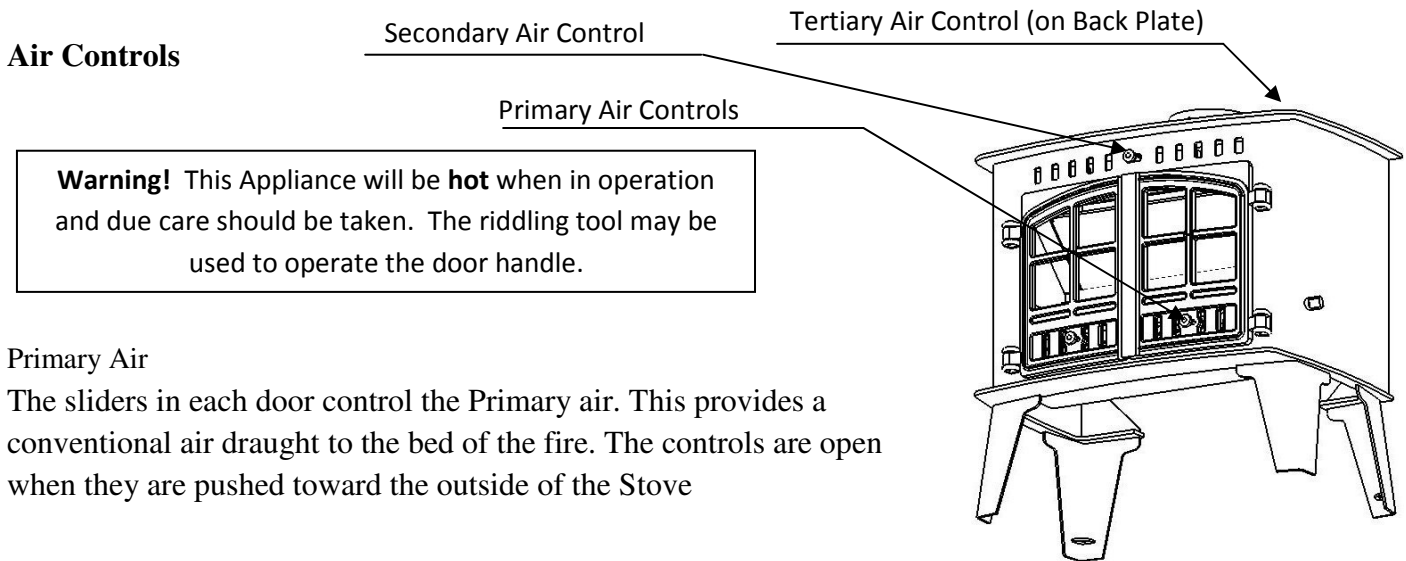 Air Controls
Secondary Air Control
Tertiary Air Control (on Back Plate)
Primary Air Controls
Warning!  This Appliance will be hot when in operation
and due care should be taken.  The riddling tool may be
used to operate the door handle.
Primary Air
The sliders in each door control the Primary air. This provides a
conventional air draught to the bed of the fire. The controls are open
when they are pushed toward the outside of the Stove